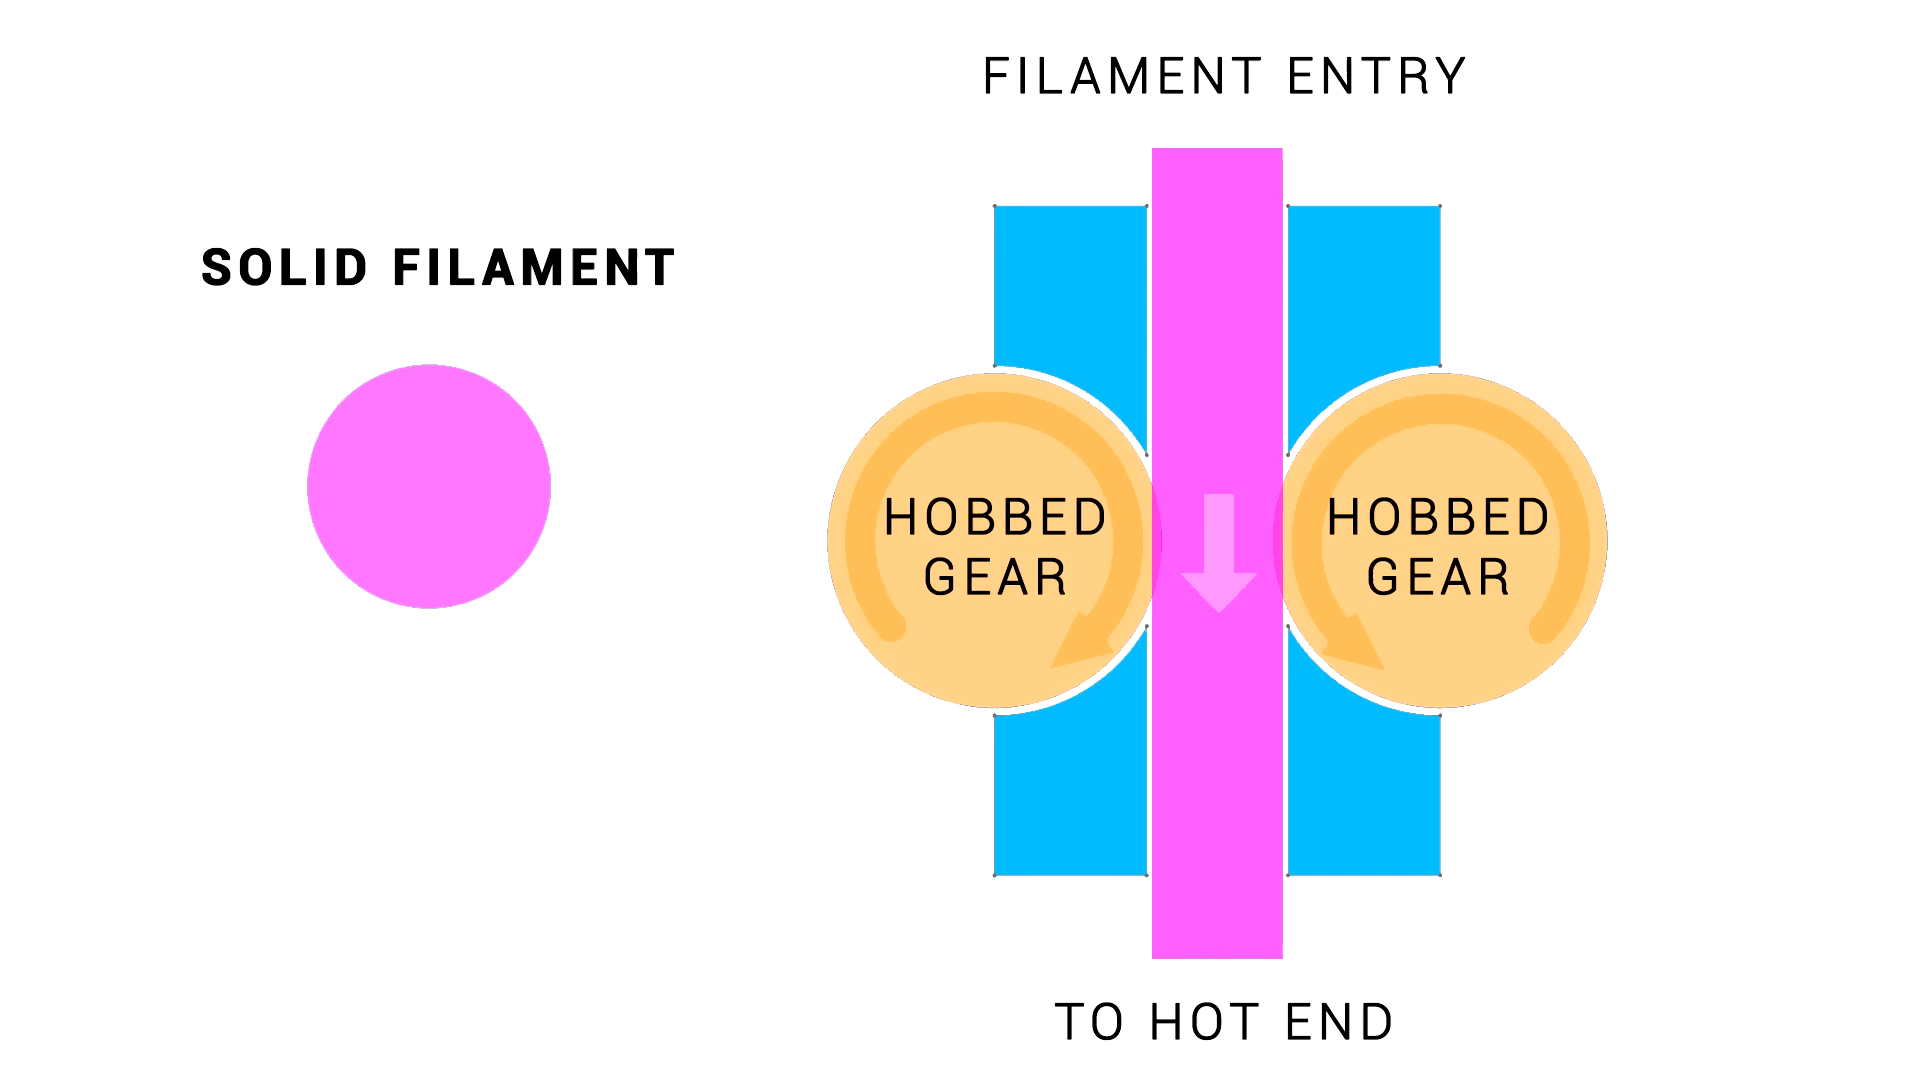 FILAMENT ENTRY
SOLID FILAMENT
HOBBED
GEAR
HOBBED
GEAR
TO HOT END